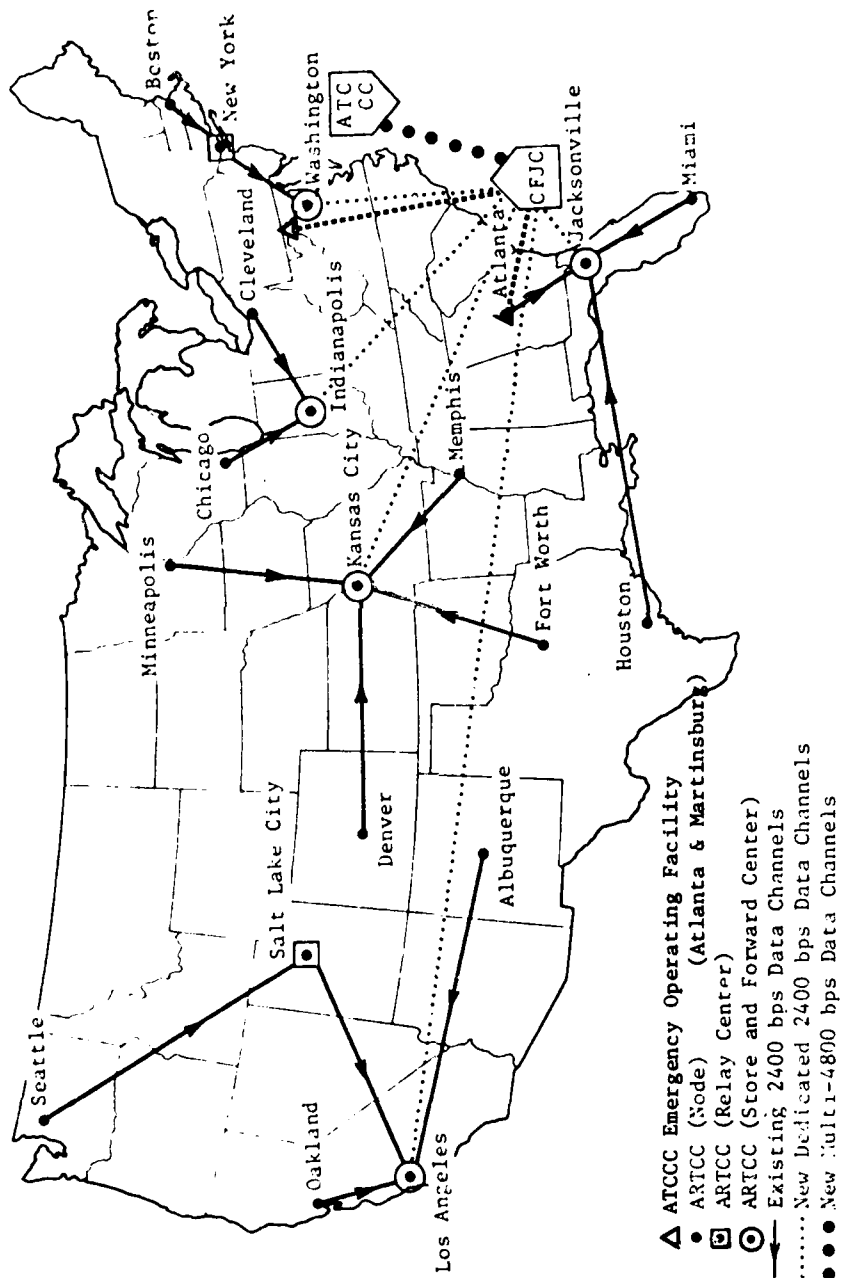 Seattle
Oakland
Los Angeles
Salt Lake City
Denver
Albuquerque
Minneapolis
Kansas City
Fort Worth
Houston
Chicago
Indianapolis
Memphis
Cleveland
Atlanta
Boston
New York
Washington
ATC
CC
CFJC
Jacksonville
Miami
ATCCC Emergency Operating Facility
ARTCC (Node) (Atlanta & Martinsburg)
ARTCC (Relay Center)
ARTCC (Store and Forward Center)
Existing 2400 bps Data Channels
New Dedicated 2400 bps Data Channels
New Multi-4800 bps Data Channels